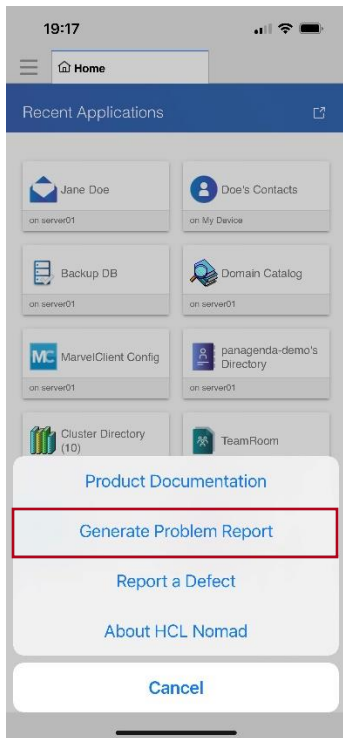 19:17
Home
Recent Applications
Jane Doe
on server01
Doe's Contacts
on My Device
Backup DB
on server01
Domain Catalog
on server01
MC
MarvelClient Config
on server01
panagenda-demo's
Directory
on server01
Cluster Directory
(10)
TeamRoom
Product Documentation
Generate Problem Report
Report a Defect
About HCL Nomad
Cancel